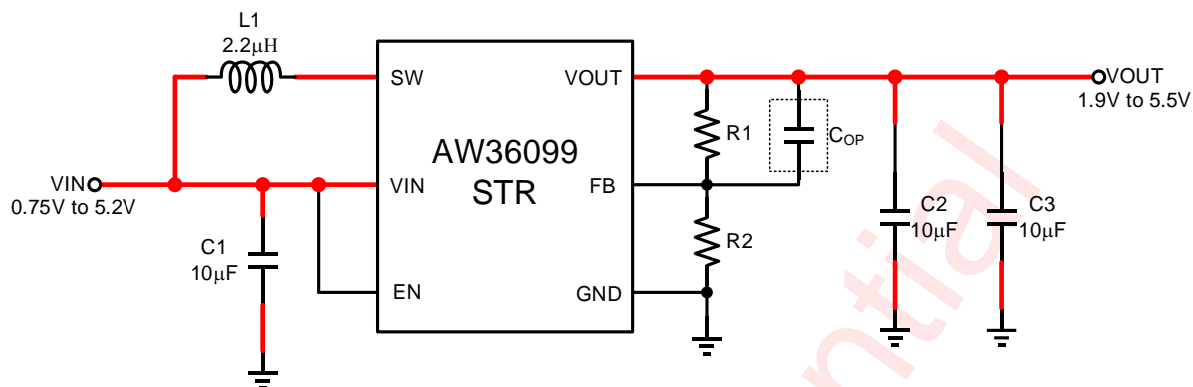 L1
2.2μH
SW
VOUT
VOUT
1.9V to 5.5V
R1
COP
AW36099
STR
VIN
0.75V to 5.2V
VIN
FB
C1
10μF
R2
C2
10μF
C3
10μF
EN
GND
ntial